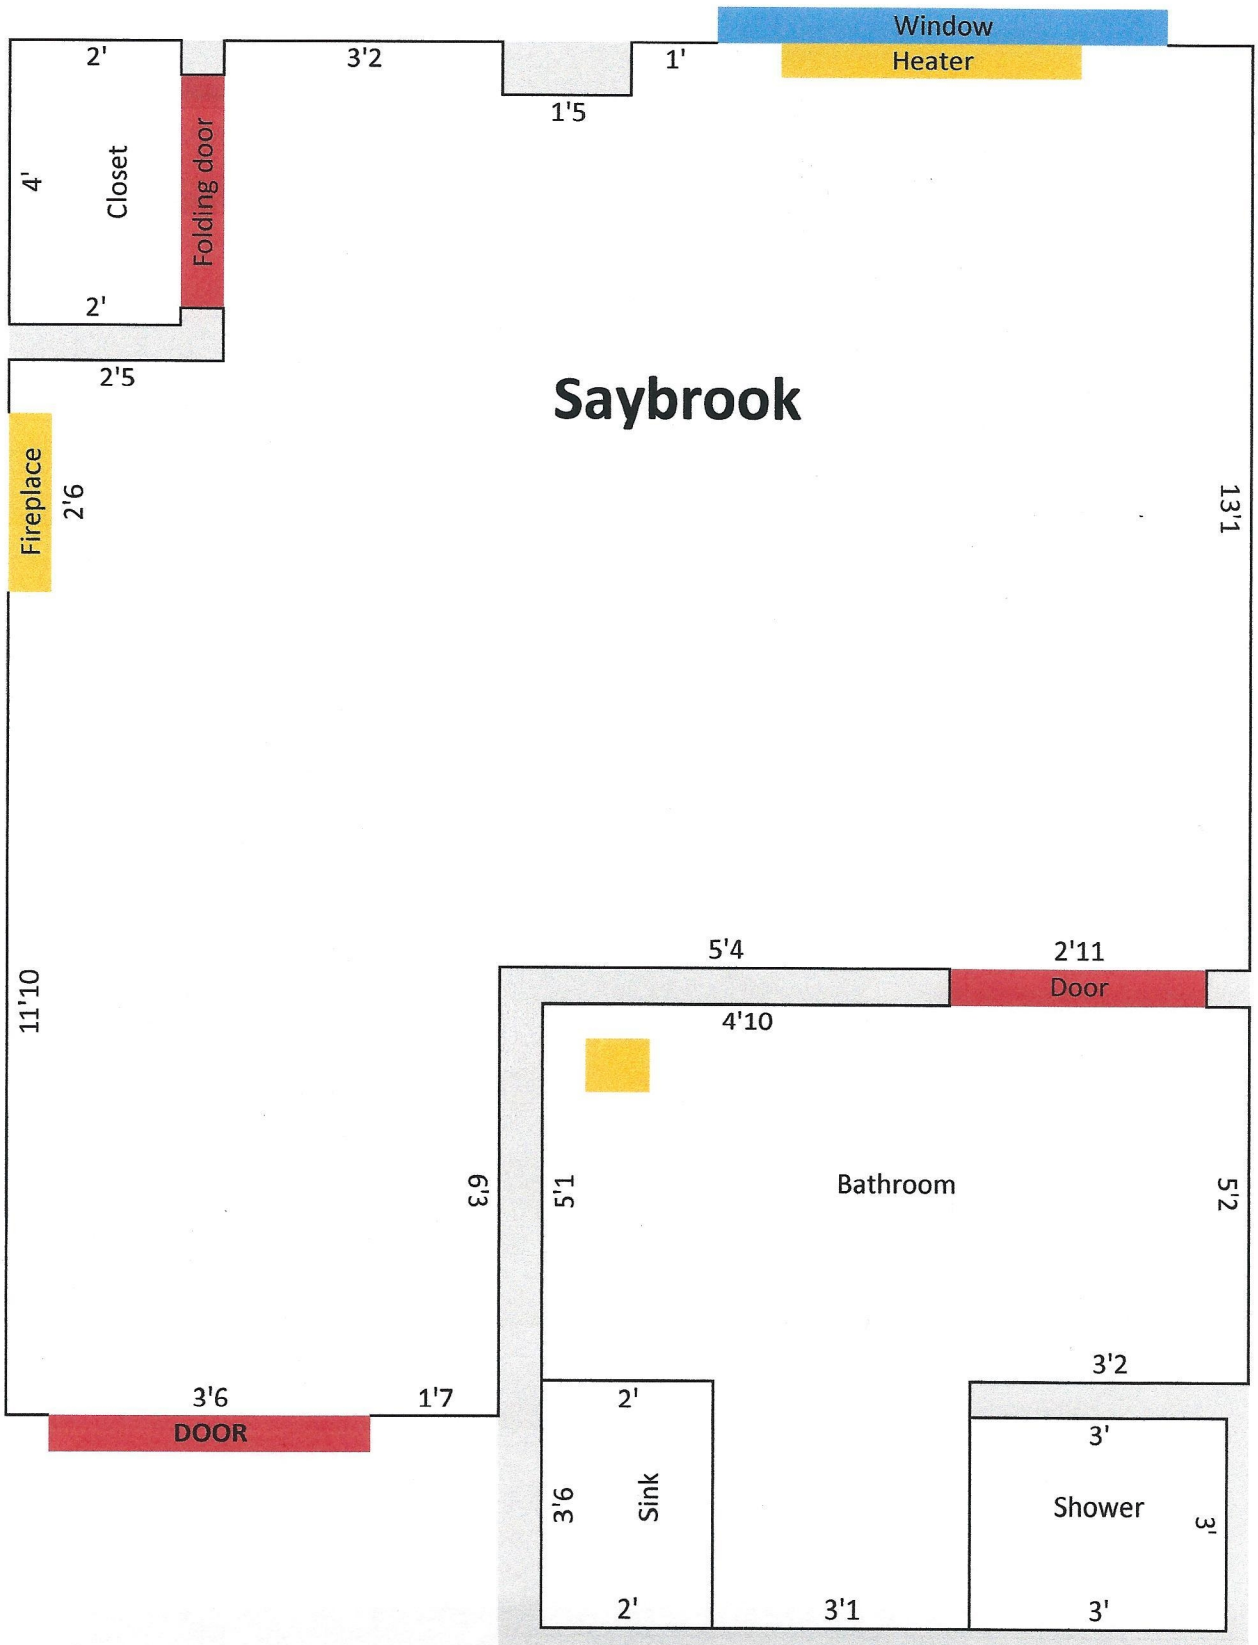 Window
2'
3'2
1'
Heater
1'5
4'
Closet
Folding door
2'
2'5
Saybrook
Fireplace
2'6
13'1
5'4
2'11
Door
11'10
4'10
6'3
5'1
Bathroom
5'2
3'2
3'6
1'7
2'
DOOR
3'
3'6
Sink
Shower
3'
2'
3'1
3'